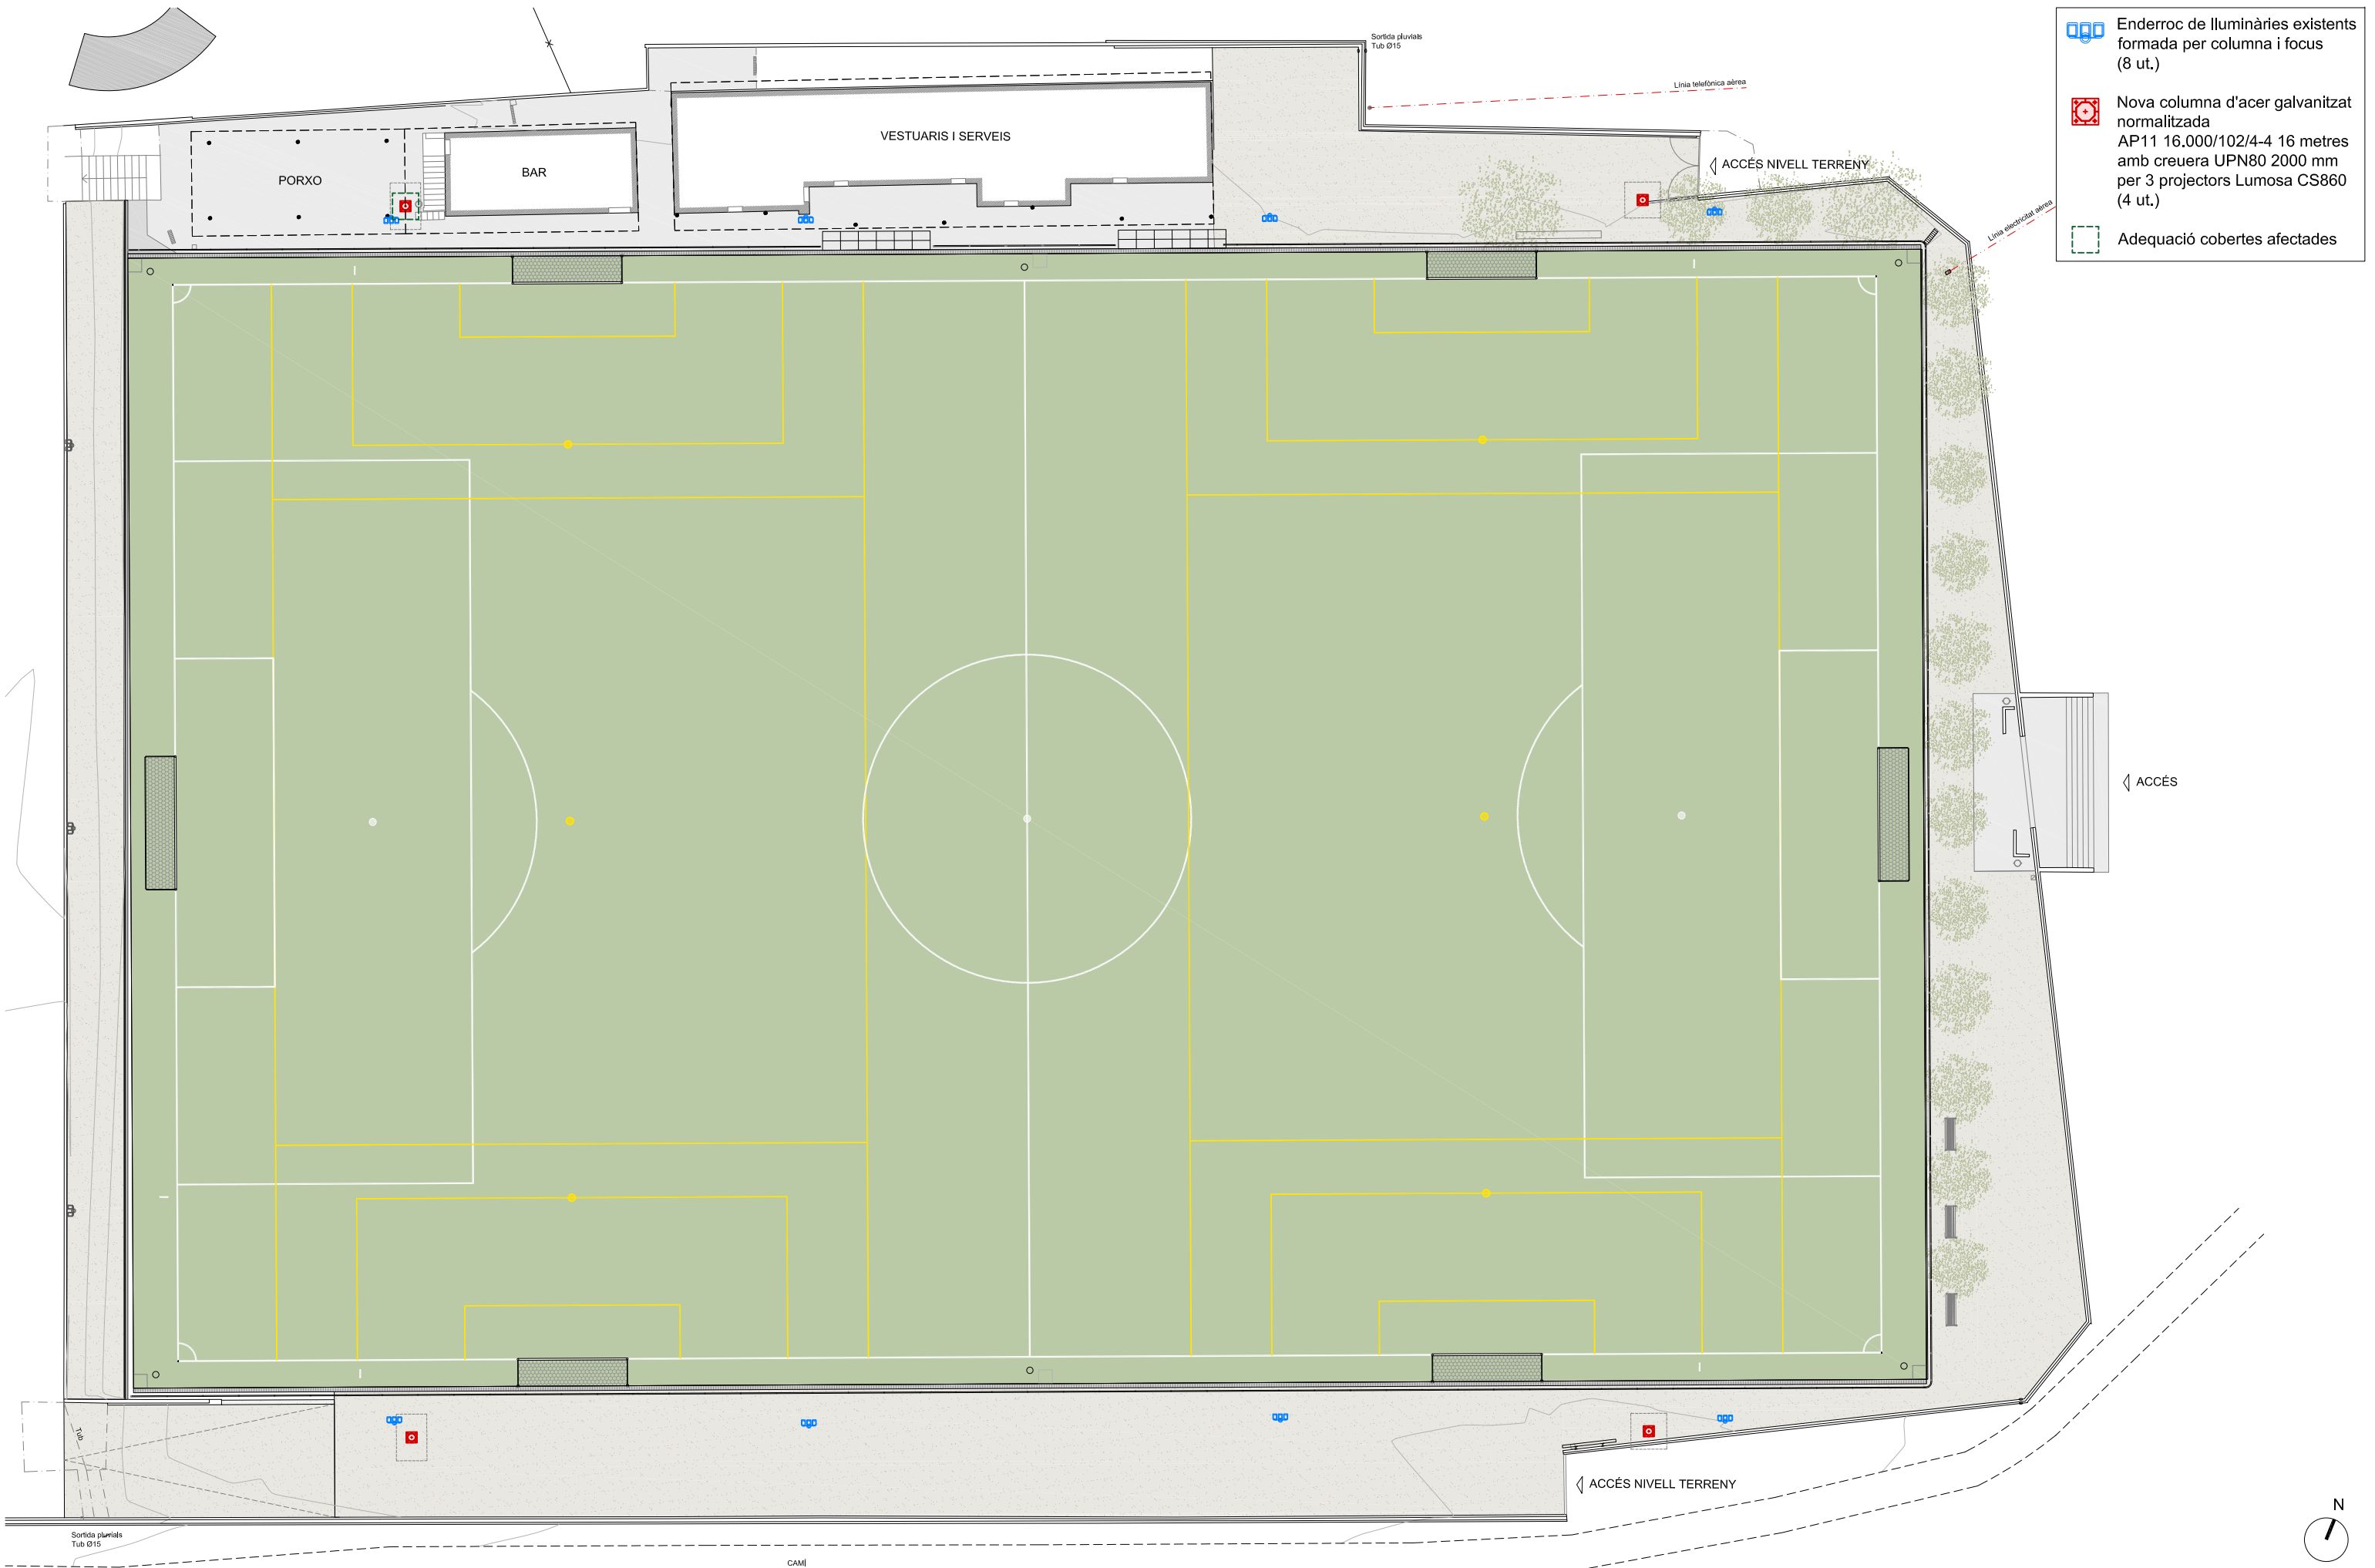 Enderroc de lluminàries existents
formada per columna i focus
(8 ut.)
Nova columna d'acer galvanitzat
normalitzada
AP11 16.000/102/4-4 16 metres
amb creuera UPN80 2000 mm
per 3 projectors Lumosa CS860
(4 ut.)
Adequació cobertes afectades
Sortida pluvials
Tub Ø15
Línia telefònica aèrea
VESTUARIS I SERVEIS
BAR
PORXO
ACCÉS NIVELL TERRENY
Línia electricitat aèrea
ACCÉS
Tub
ACCÉS NIVELL TERRENY
Sortida pluvials
Tub Ø15
CAMÍ
N